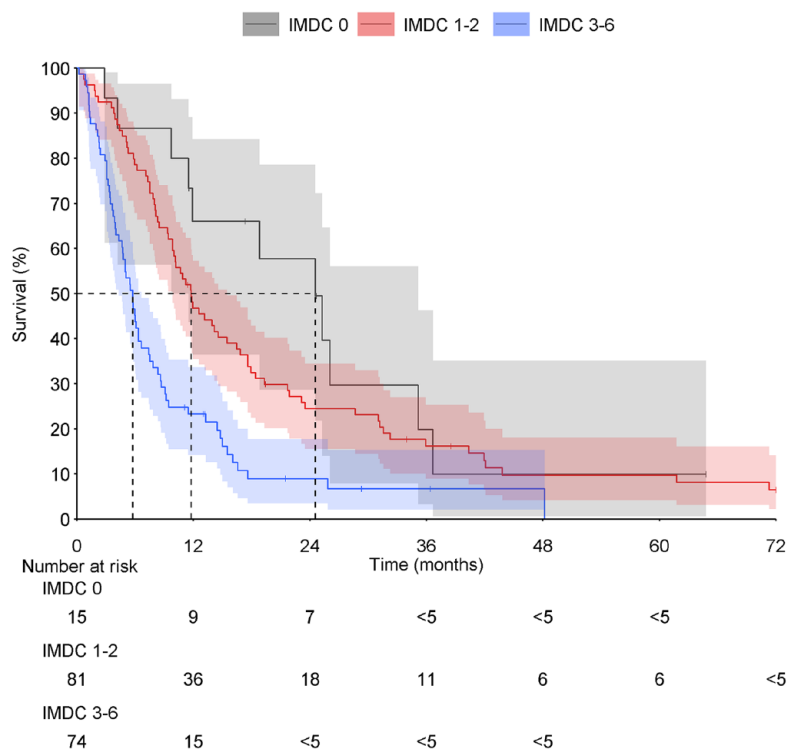 IMDC 0 IMDC 1-2 IMDC 3-6
100
90
80
70
60
50
40
30
20
10
0
Survival (%)
0 12 24 36 48 60 72
Number at risk Time (months)
IMDC 0
15 9 7 <5 <5 <5
IMDC 1-2
81 36 18 11 6 6 <5
IMDC 3-6
74 15 <5 <5 <5